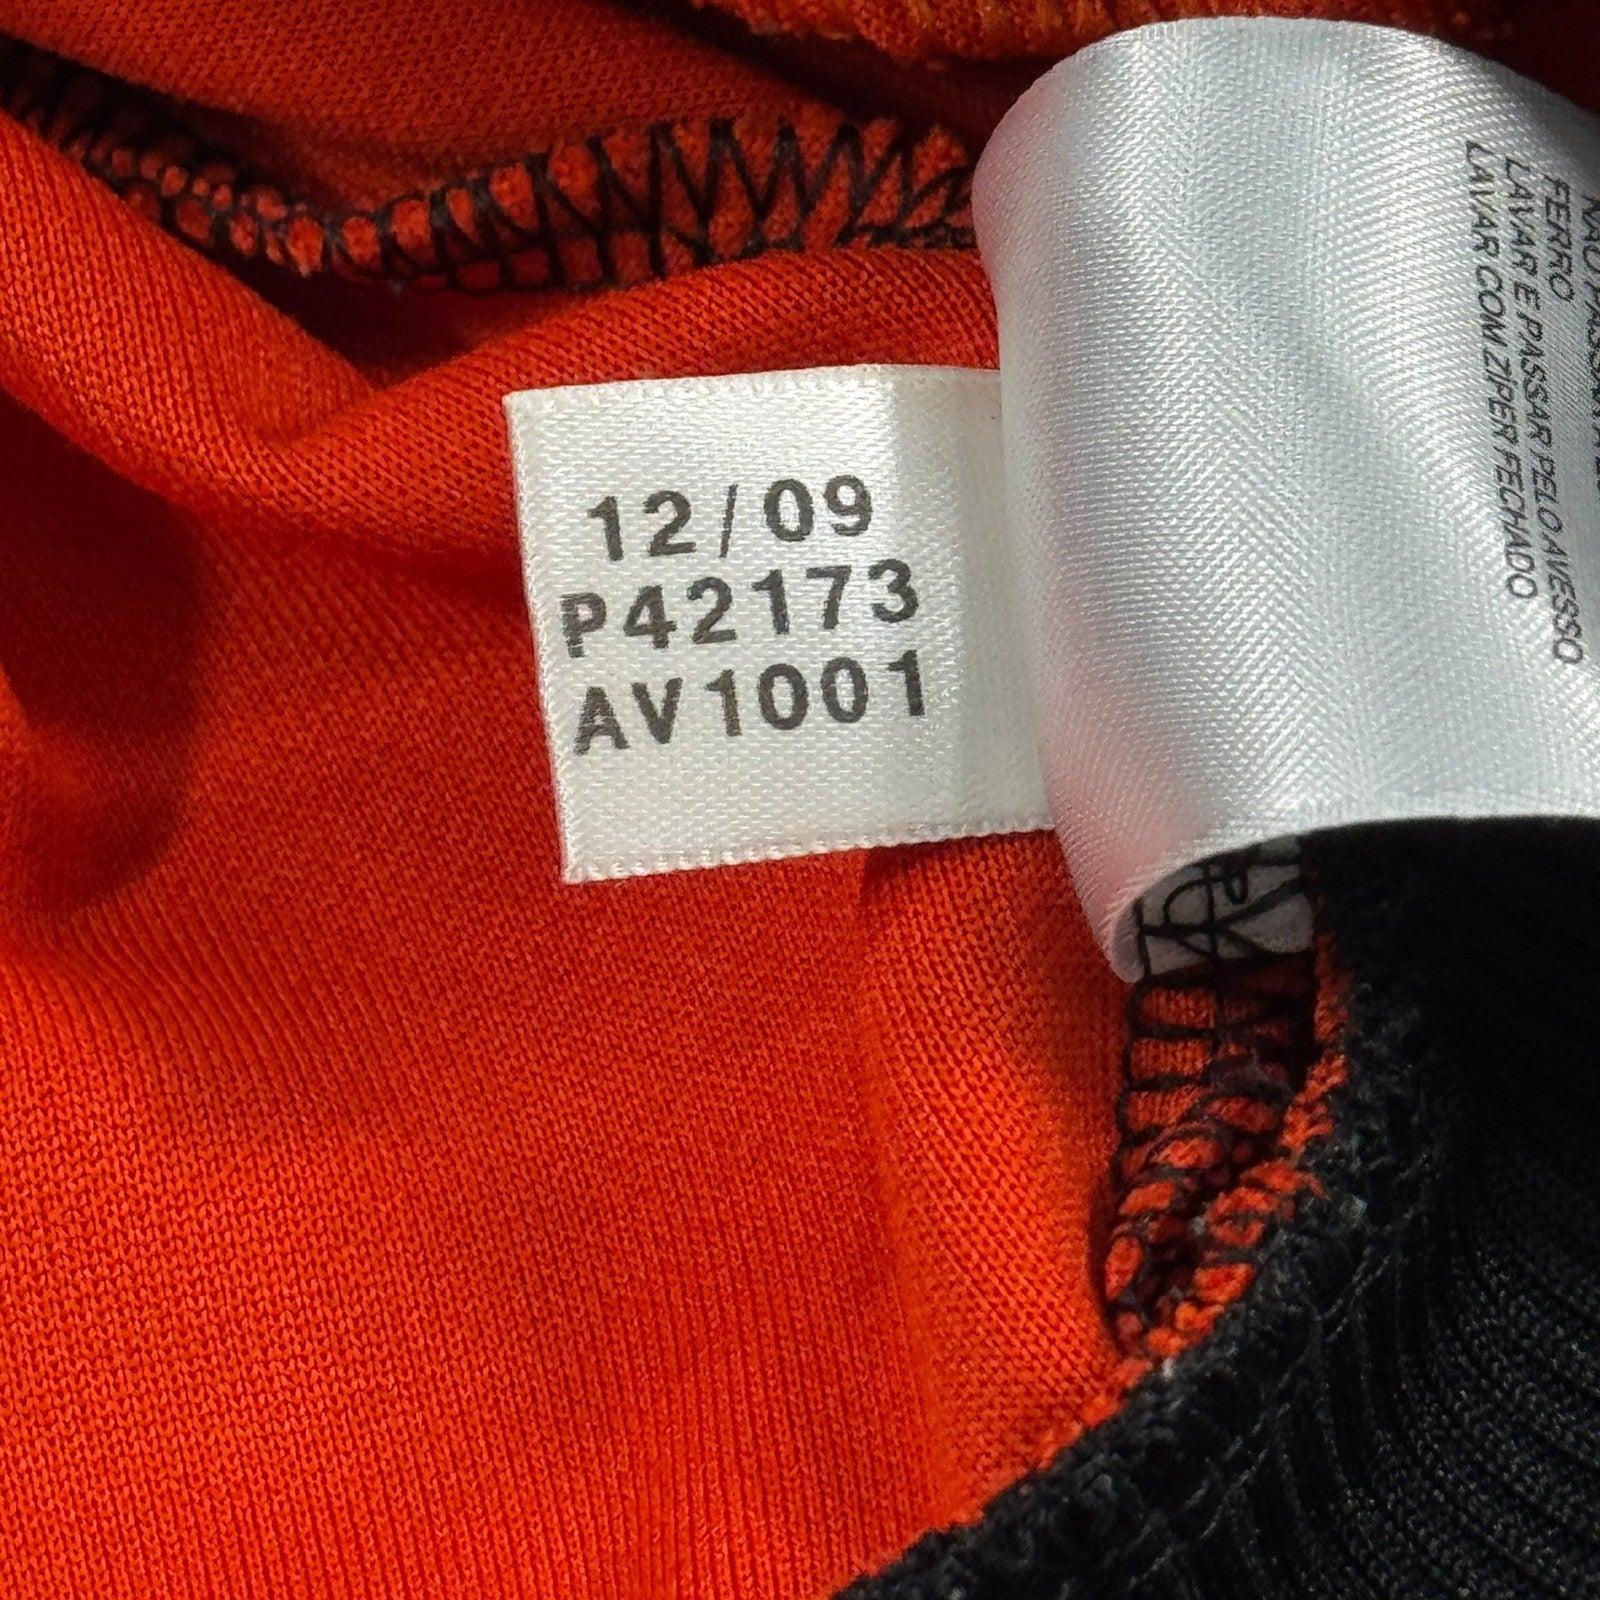 12/09
P42173
AV1001
FERRO
LAVAR E PASSAR PELO AVESSO
LAVAR COM ZIPER FECHADO